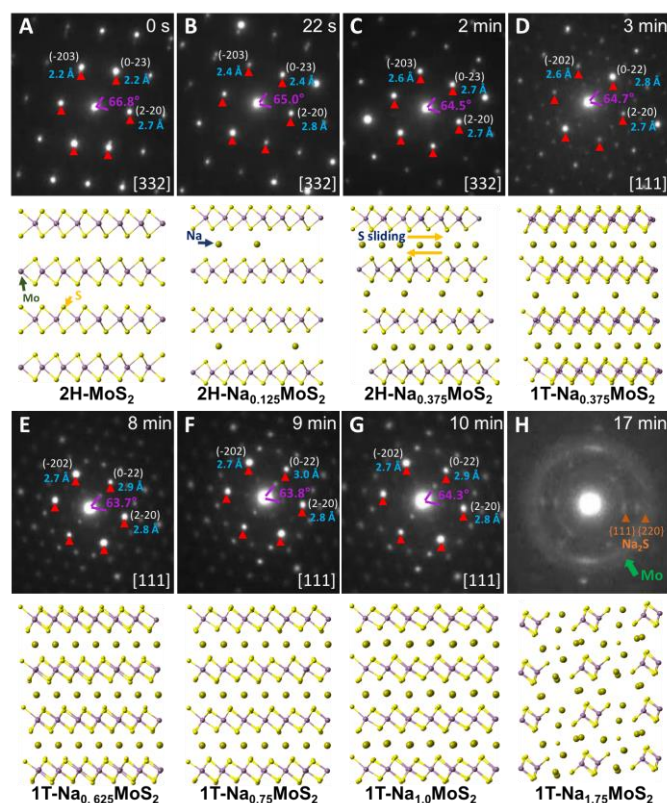 A 0 s
(-203) (0-23)
2.2 Å 2.2 Å
66.8°
(2-20)
2.7 Å
[332]
B 22 s
(-203) (0-23)
2.4 Å 2.4 Å
65.0°
(2-20)
2.8 Å
[332]
C 2 min
(-203) (0-23)
2.6 Å 2.7 Å
64.5°
(2-20)
2.7 Å
[332]
D 3 min
(-202) (0-22)
2.6 Å 2.8 Å
64.7°
(2-20)
2.7 Å
[111]
Mo
S
2H-MoS₂
Na
2H-Na₀.₁₂₅MoS₂
S sliding
2H-Na₀.₃₇₅MoS₂
1T-Na₀.₃₇₅MoS₂
E 8 min
(-202) (0-22)
2.7 Å 2.9 Å
63.7°
(2-20)
2.8 Å
[111]
F 9 min
(-202) (0-22)
2.7 Å 3.0 Å
63.8°
(2-20)
2.8 Å
[111]
G 10 min
(-202) (0-22)
2.7 Å 2.9 Å
64.3°
(2-20)
2.8 Å
[111]
H 17 min
(111) (220)
Na₂S
Mo
1T-Na₀.₆₂₅MoS₂
1T-Na₀.₇₅MoS₂
1T-Na₁.₀MoS₂
1T-Na₁.₇₅MoS₂